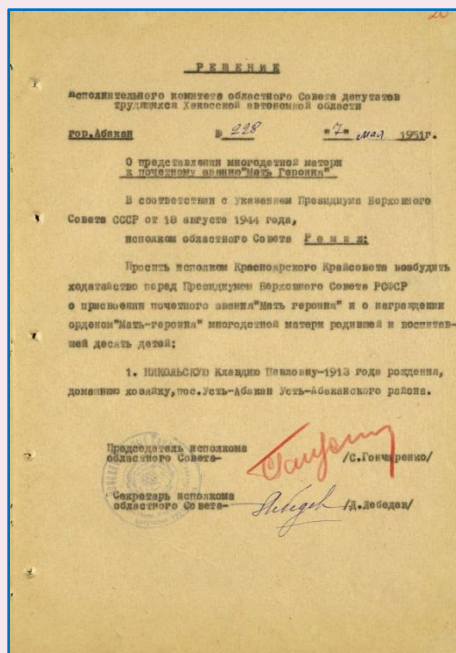 РЕШЕНИЕ
исполнительного комитета областного Совета депутатов
трудящихся Хакасской автономной области
гор.Абакан № 228 "7" мая 1951г.
О представлении многодетной матери
к почетному званию"Мать Героиня"
В соответствии с Указанием Президиума Верховного
Совета СССР от 18 августа 1944 года,
исполком областного Совета Решил:
Просить исполком Красноярского Крайсовета возбудить
ходатайство перед Президиумом Верховного Совета РСФСР
о присвоении почетного звания"Мать героиня" и о награждении
орденом"Мать-героиня" многодетной матери родившей и воспитав-
шей десять детей:
1. НИКОЛЬСКУЮ Клавдию Павловну-1913 года рождения,
домашнюю хозяйку,пос.Усть-Абакан Усть-Абаканского района.
Председатель исполкома
областного Совета- /С.Гончаренко/
Секретарь исполкома
областного Совета- /Д.Лебедев/